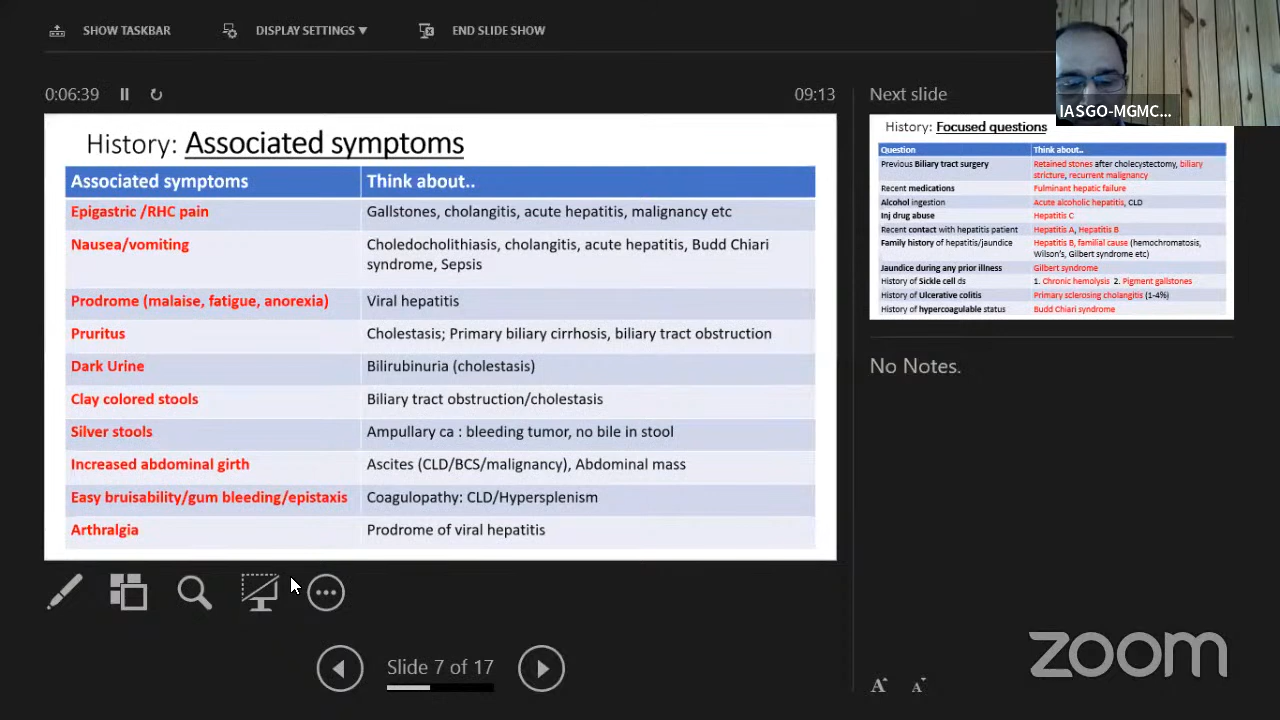 SHOW TASKBAR DISPLAY SETTINGS ▼ END SLIDE SHOW
0:06:39 09:13
History: Associated symptoms
Associated symptoms Think about..
Epigastric /RHC pain Gallstones, cholangitis, acute hepatitis, malignancy etc
Nausea/vomiting Choledocholithiasis, cholangitis, acute hepatitis, Budd Chiari
syndrome, Sepsis
Prodrome (malaise, fatigue, anorexia) Viral hepatitis
Pruritus Cholestasis; Primary biliary cirrhosis, biliary tract obstruction
Dark Urine Bilirubinuria (cholestasis)
Clay colored stools Biliary tract obstruction/cholestasis
Silver stools Ampullary ca : bleeding tumor, no bile in stool
Increased abdominal girth Ascites (CLD/BCS/malignancy), Abdominal mass
Easy bruisability/gum bleeding/epistaxis Coagulopathy: CLD/Hypersplenism
Arthralgia Prodrome of viral hepatitis
Slide 7 of 17
Next slide
IASGO-MGMC...
History: Focused questions
Question Think about..
Previous Biliary tract surgery Retained stones after cholecystectomy, biliary
stricture, recurrent malignancy
Recent medications Fulminant hepatic failure
Alcohol ingestion Acute alcoholic hepatitis, CLD
Inj drug abuse Hepatitis C
Recent contact with hepatitis patient Hepatitis A, Hepatitis B
Family history of hepatitis/jaundice Hepatitis B, familial cause (hemochromatosis,
Wilson's, Gilbert syndrome etc)
Jaundice during any prior illness Gilbert syndrome
History of Sickle cell ds 1. Chronic hemolysis 2. Pigment gallstones
History of Ulcerative colitis Primary sclerosing cholangitis (1-4%)
History of hypercoagulable status Budd Chiari syndrome
No Notes.
zoom
A A